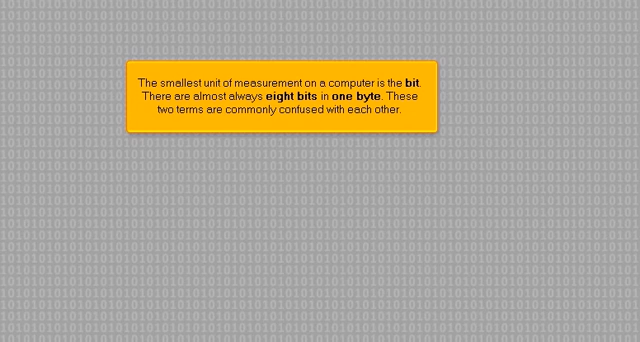 The smallest unit of measurement on a computer is the bit.
There are almost always eight bits in one byte. These
two terms are commonly confused with each other.